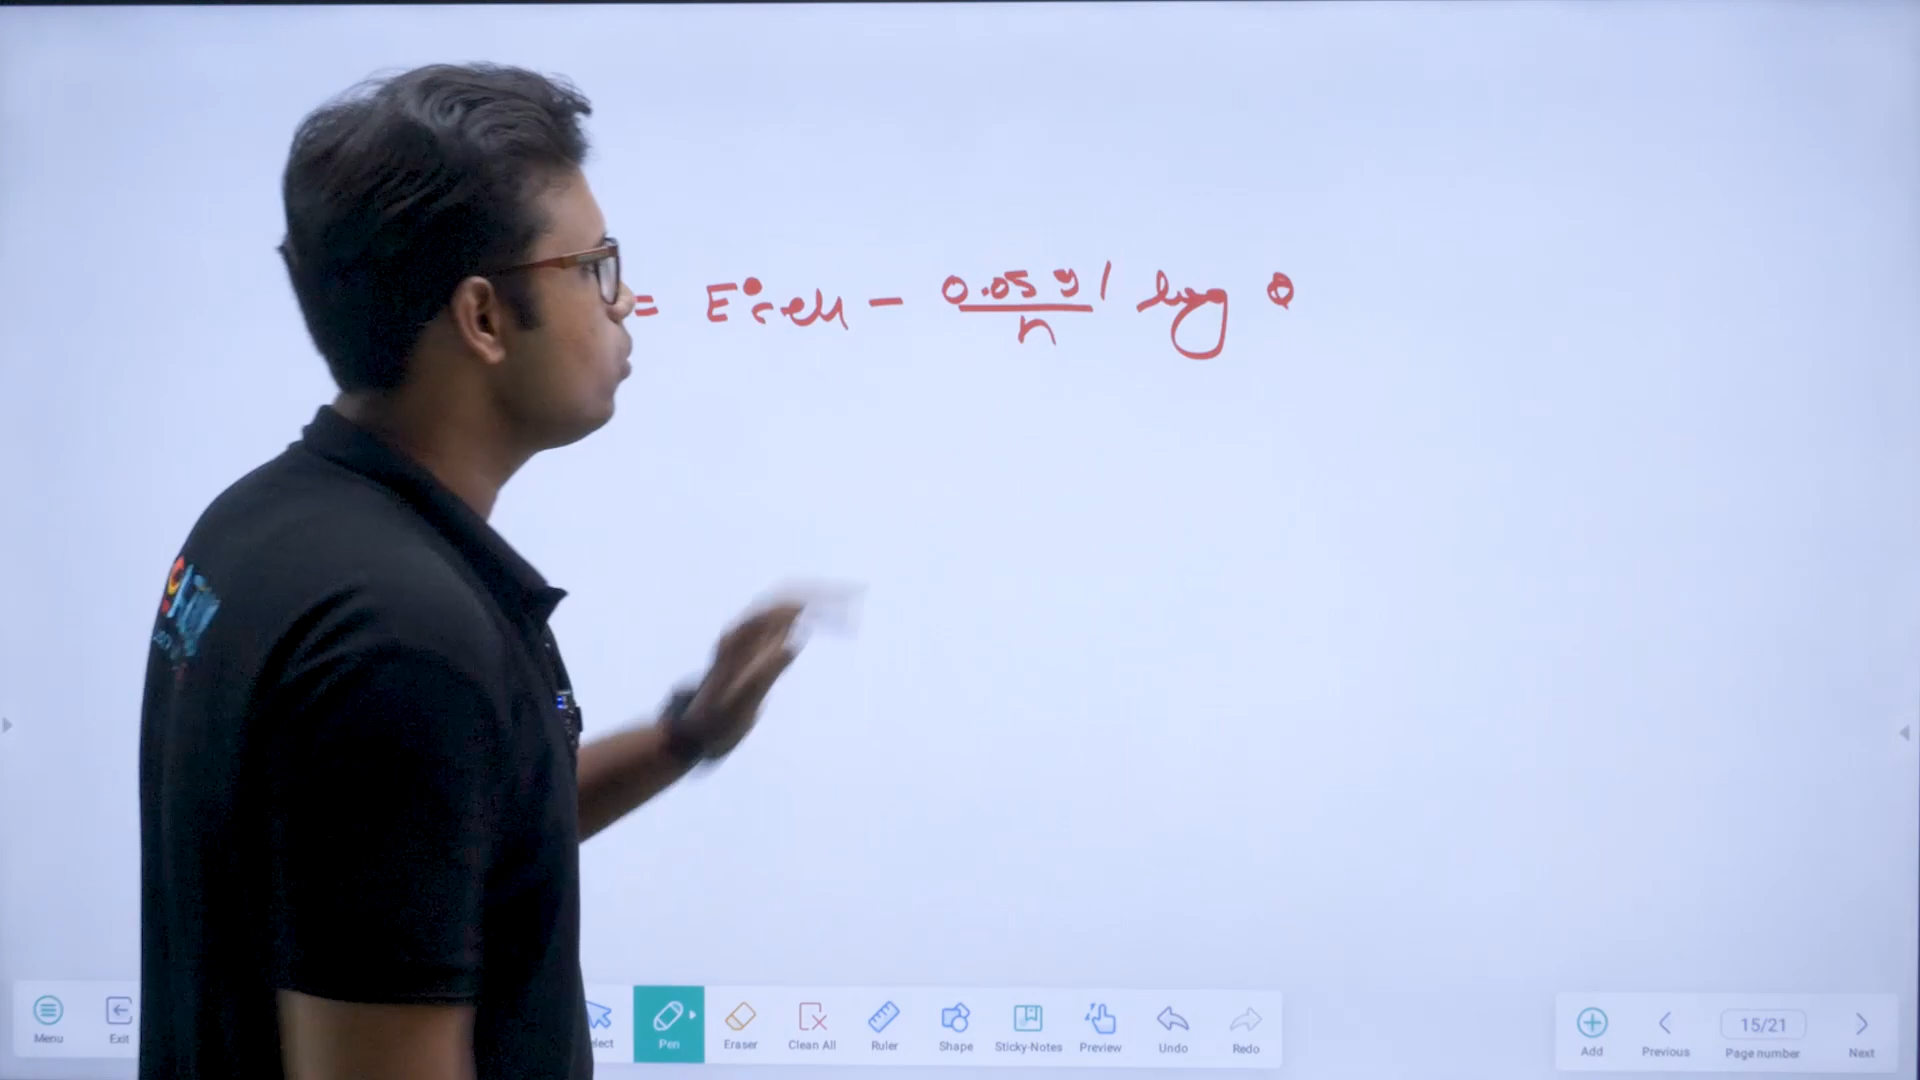 = E°cell - 0.0591/n log Q
Menu
Exit
elect
Pen
Eraser
Clean All
Ruler
Shape
Sticky-Notes
Preview
Undo
Redo
Add
Previous
15/21
Page number
Next